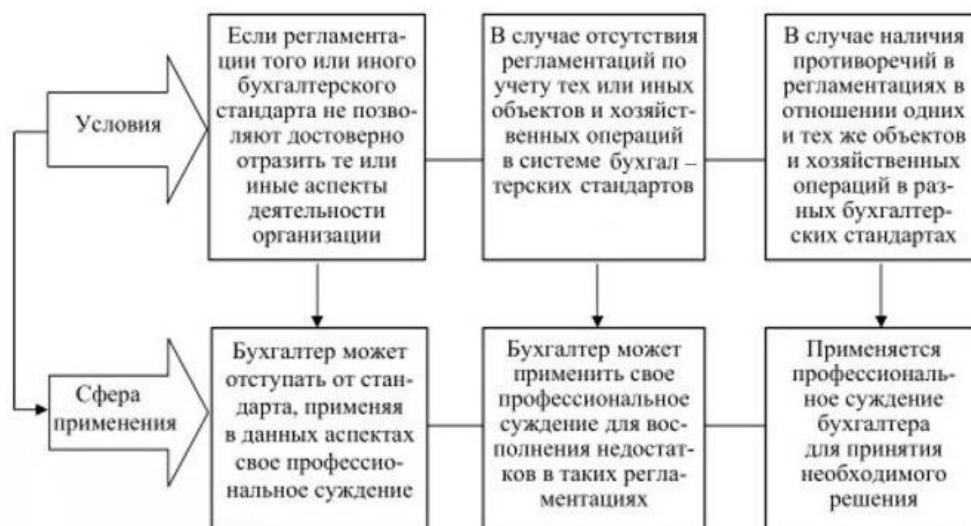 Условия
Если регламента-
ции того или иного
бухгалтерского
стандарта не позво-
ляют достоверно
отразить те или
иные аспекты
деятельности
организации
В случае отсутствия
регламентаций по
учету тех или иных
объектов и хозяйст-
венных операций
в системе бухгал –
терских стандартов
В случае наличия
противоречий в
регламентациях в
отношении одних
и тех же объектов
и хозяйственных
операций в раз-
ных бухгалтер-
ских стандартах
Сфера
применения
Бухгалтер может
отступать от стан-
дарта, применяя
в данных аспектах
свое профессио-
нальное суждение
Бухгалтер может
применить свое
профессиональное
суждение для вос-
полнения недостат-
ков в таких регла-
ментациях
Применяется
профессиональ-
ное суждение
бухгалтера
для принятия
необходимого
решения